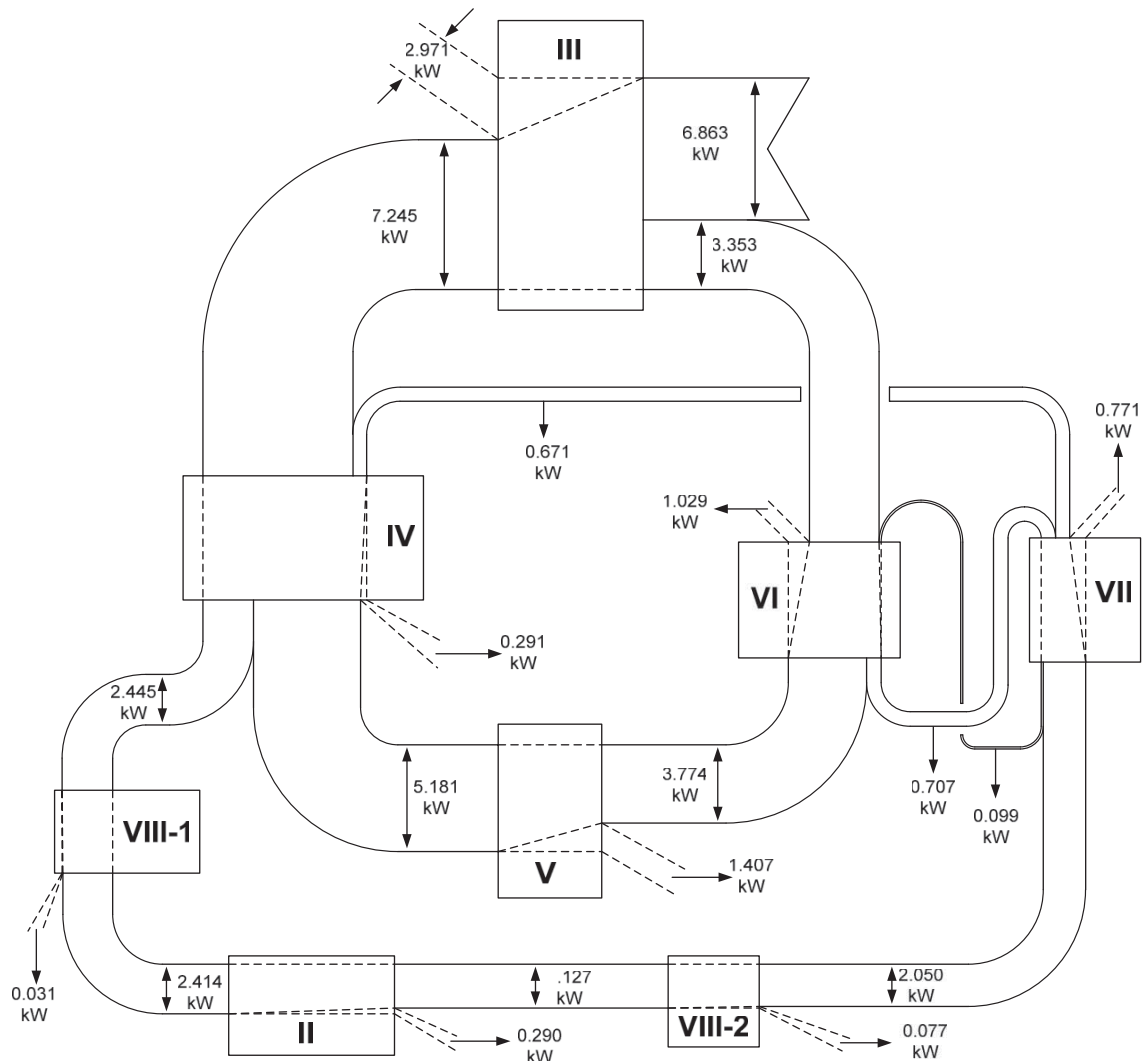 III
2.971
kW
6.863
kW
7.245
kW
3.353
kW
0.771
kW
0.671
kW
1.029
kW
IV
VI
VII
0.291
kW
2.445
kW
5.181
kW
3.774
kW
0.707
kW
0.099
kW
VIII-1
V
1.407
kW
0.031
kW
2.414
kW
.127
kW
2.050
kW
II
0.290
kW
VIII-2
0.077
kW